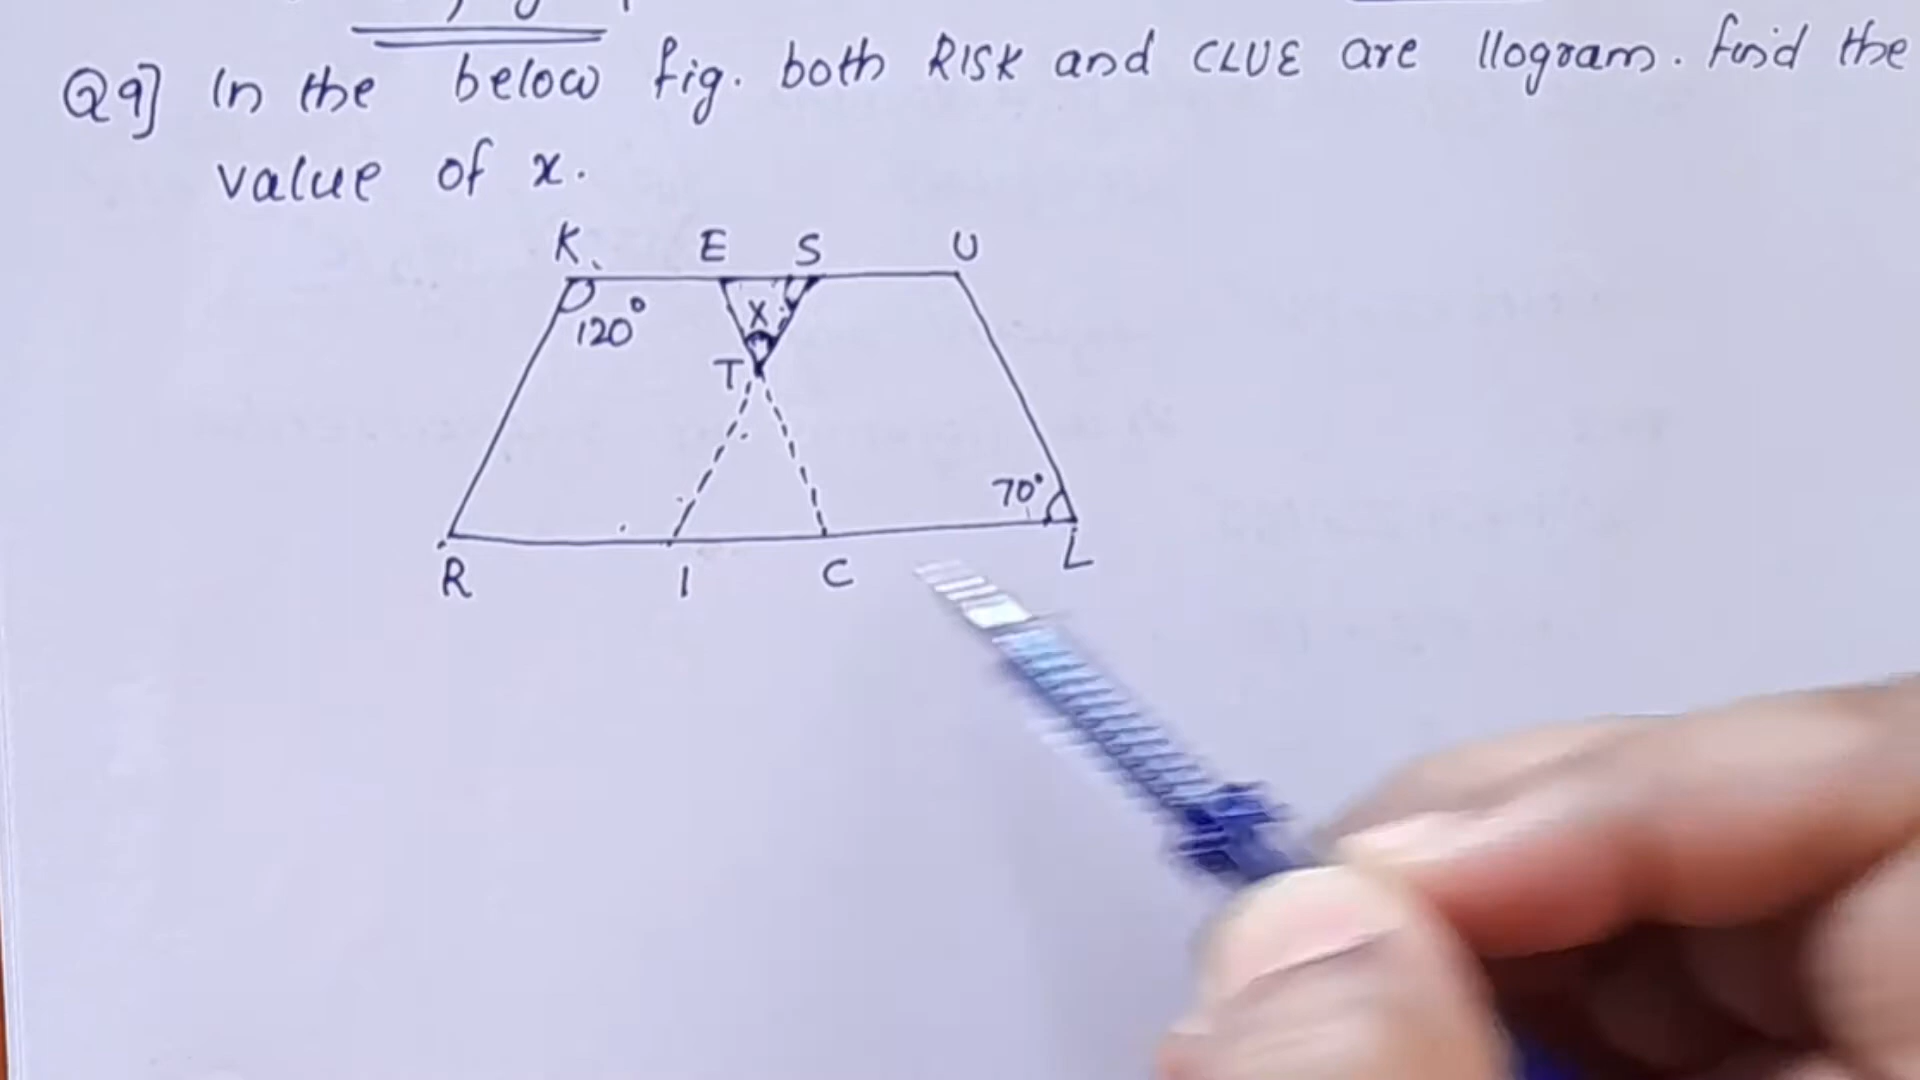 Q9] In the below fig. both RISK and CLUE are llogram. find the
value of x.
K E S U
120° x
T
70°
R I C L